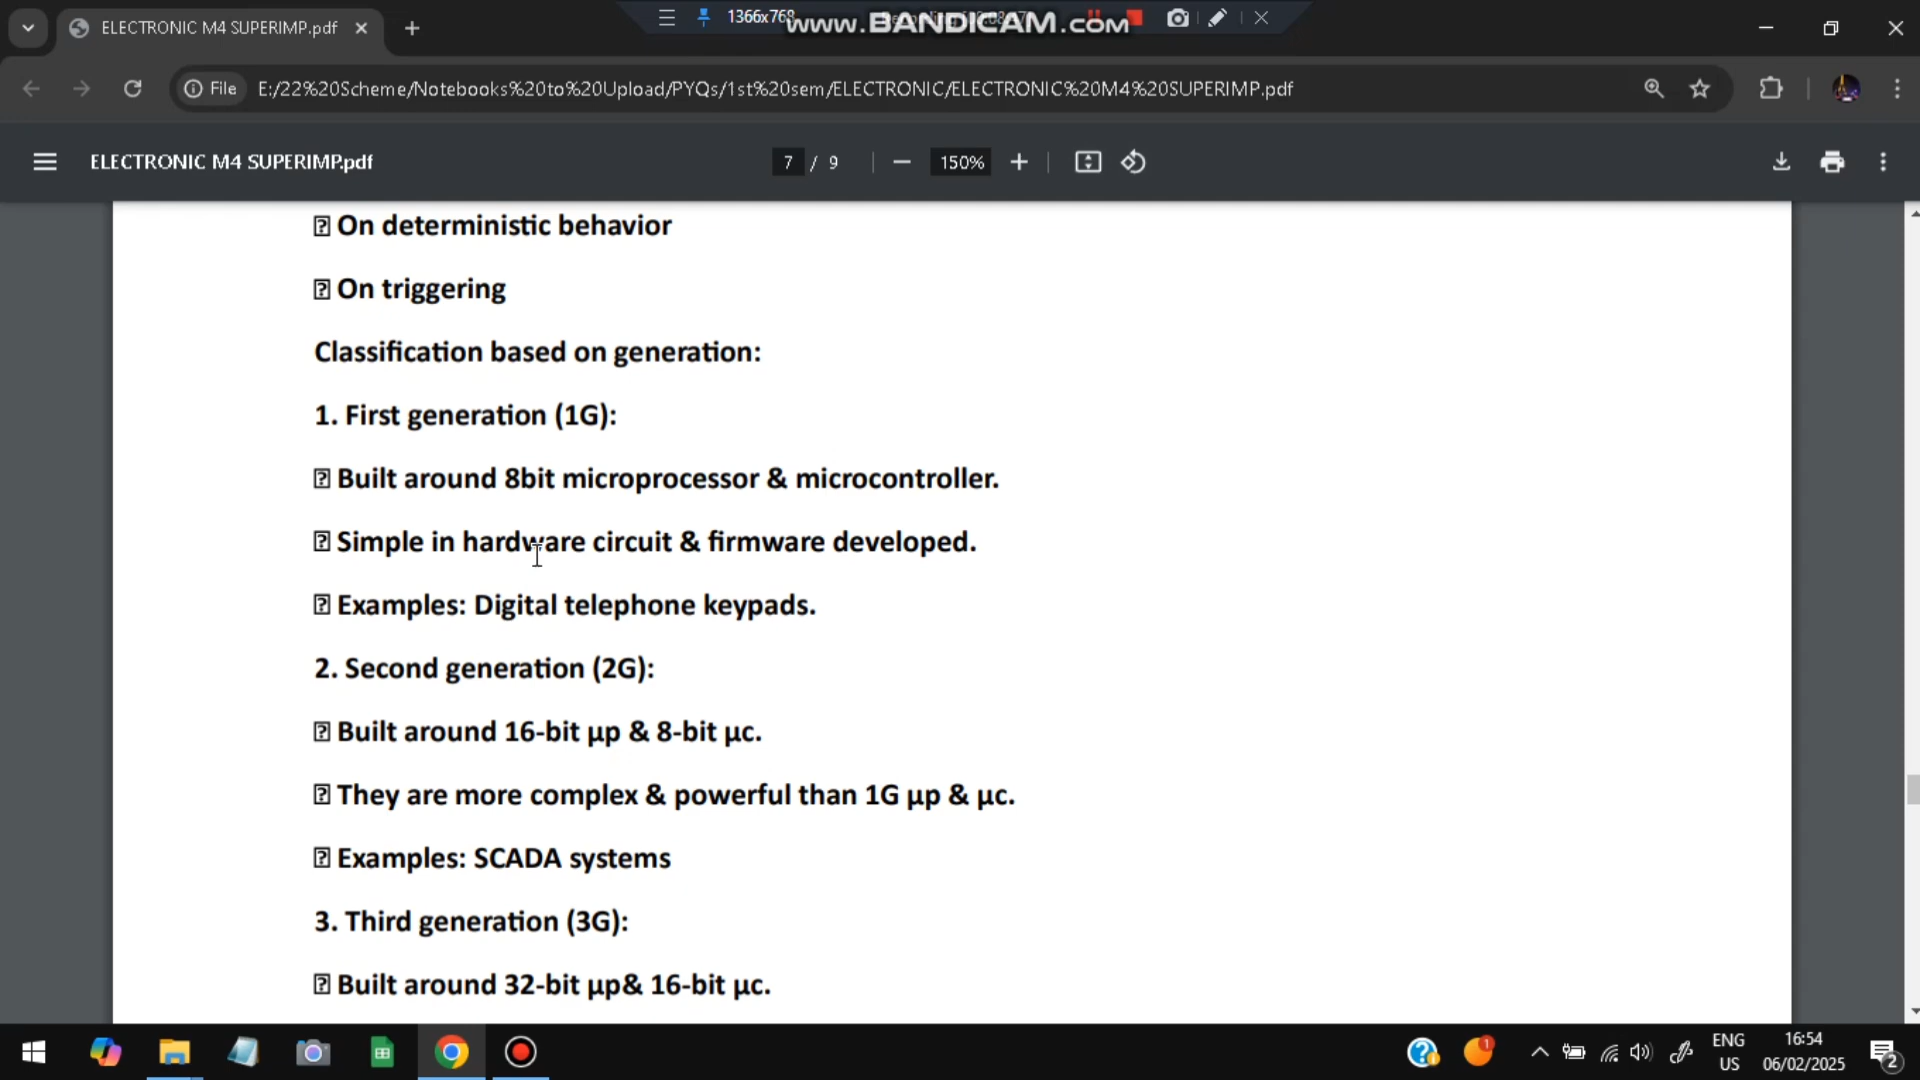 ELECTRONIC M4 SUPERIMP.pdf
1366x768
www.BANDICAM.com
File
E:/22%20Scheme/Notebooks%20to%20Upload/PYQs/1st%20sem/ELECTRONIC/ELECTRONIC%20M4%20SUPERIMP.pdf
ELECTRONIC M4 SUPERIMP.pdf
7 / 9
150%
On deterministic behavior
On triggering
Classification based on generation:
1. First generation (1G):
Built around 8bit microprocessor & microcontroller.
Simple in hardware circuit & firmware developed.
Examples: Digital telephone keypads.
2. Second generation (2G):
Built around 16-bit μp & 8-bit μc.
They are more complex & powerful than 1G μp & μc.
Examples: SCADA systems
3. Third generation (3G):
Built around 32-bit μp& 16-bit μc.
ENG
US
16:54
06/02/2025
1
2